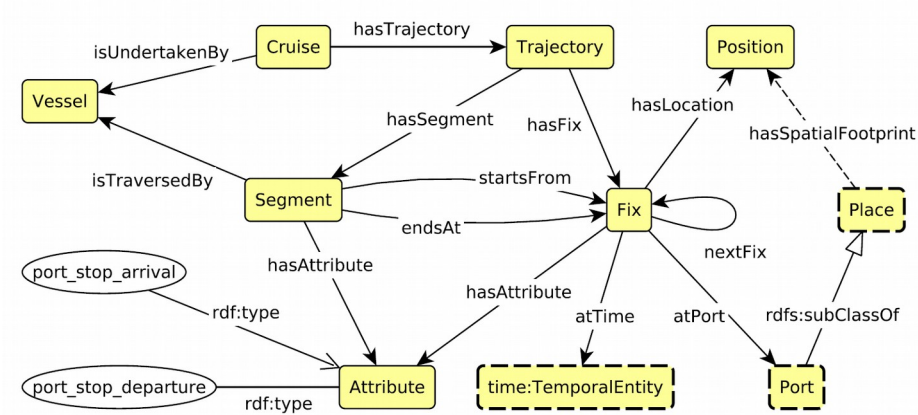 Cruise
hasTrajectory
Trajectory
Position
isUndertakenBy
Vessel
hasSegment
hasFix
hasLocation
hasSpatialFootprint
isTraversedBy
Segment
startsFrom
endsAt
Fix
nextFix
Place
port_stop_arrival
hasAttribute
hasAttribute
rdf:type
atTime
atPort
rdfs:subClassOf
port_stop_departure
rdf:type
Attribute
time:TemporalEntity
Port